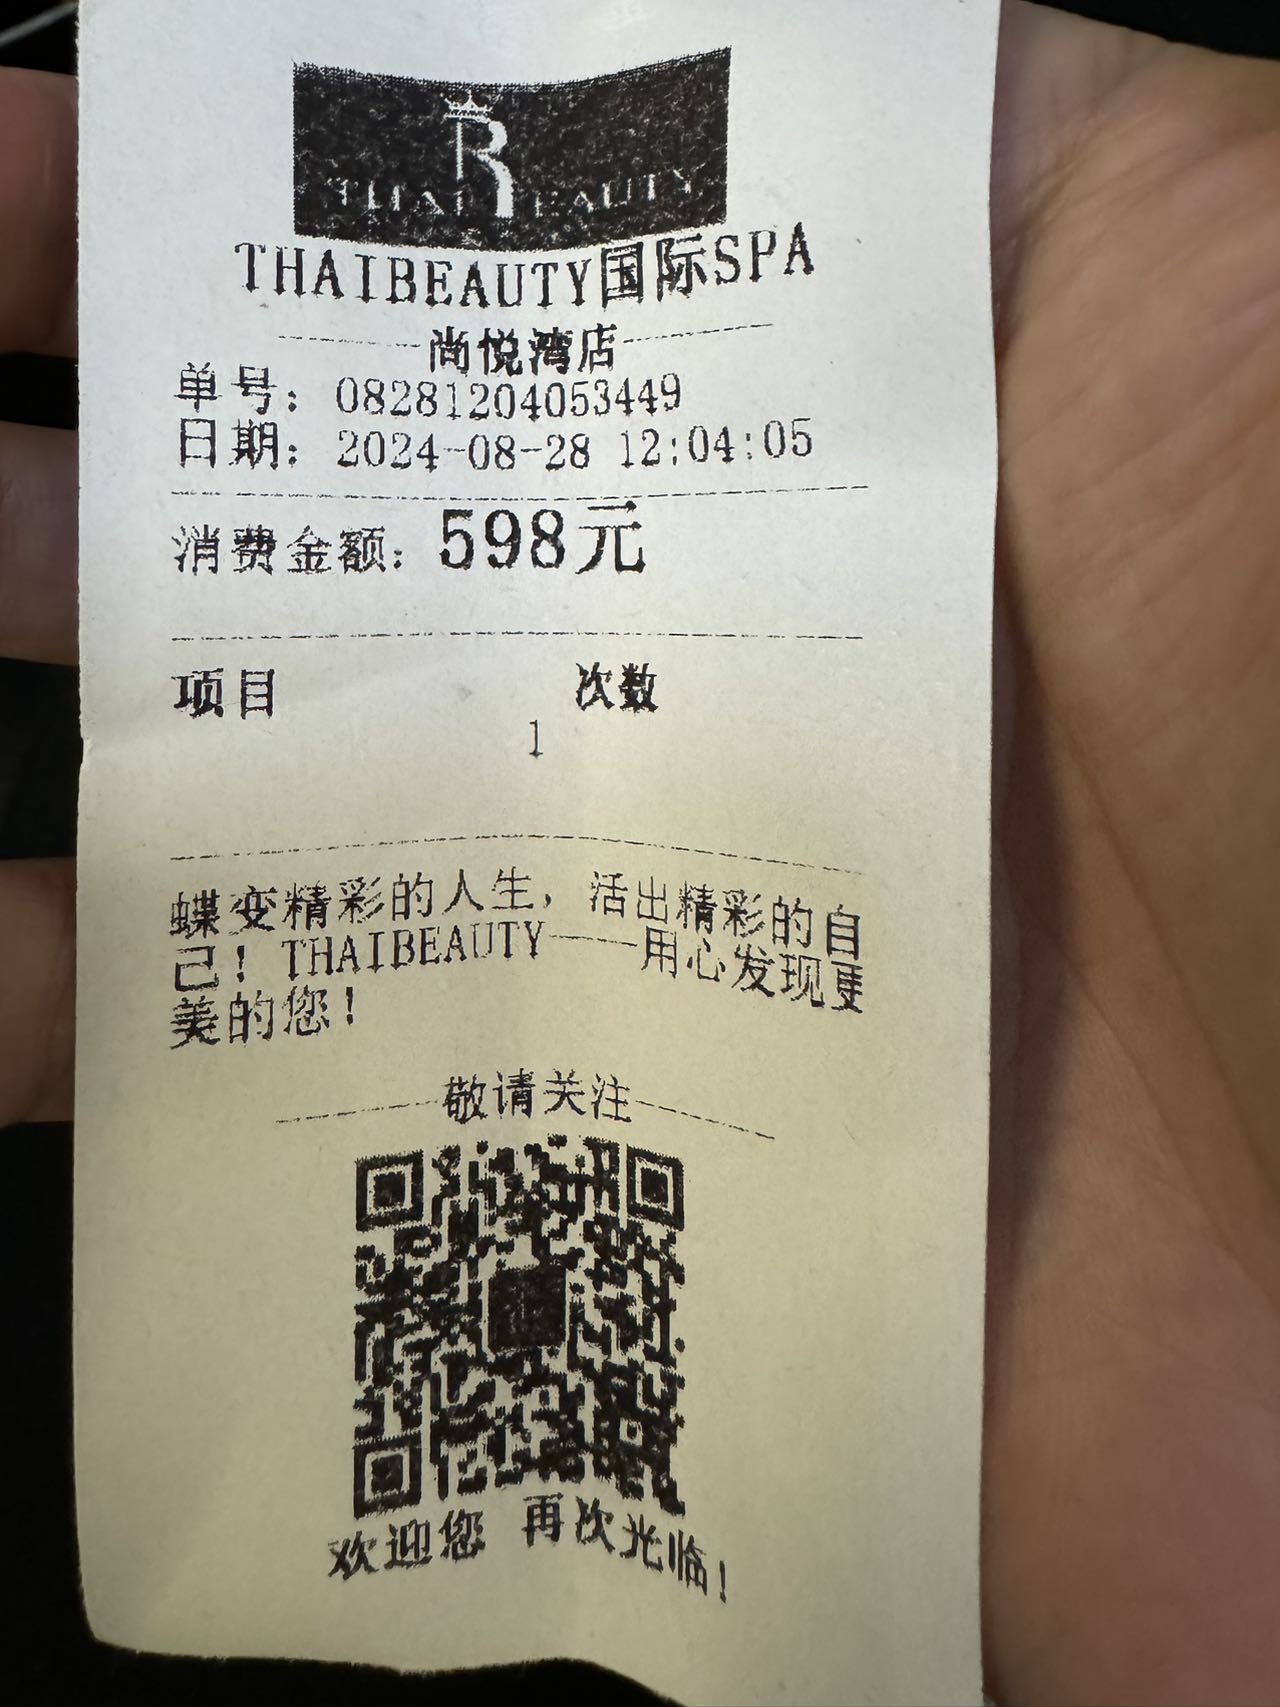 THAI BEAUTY
THAIBEAUTY国际SPA
尚悦湾店
单号：08281204053449
日期：2024-08-28 12:04:05
消费金额：598元
项目 次数
1
蝶变精彩的人生，活出精彩的自
己！THAIBEAUTY——用心发现更
美的您！
敬请关注
欢迎您 再次光临！